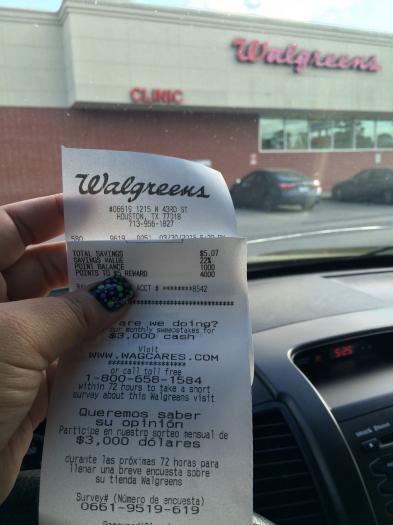 Walgreens
CLINIC
Walgreens
#06619 1215 N 43RD ST
HOUSTON, TX 77018
713-956-1827
TOTAL SAVINGS $5.07
SAVINGS VALUE 22%
POINT BALANCE 1000
POINTS TO $5 REWARD 4000
ACCT # ********8542
are we doing?
our monthly sweepstakes for
$3,000 cash
Visit
WWW.WAGCARES.COM
or call toll free
1-800-658-1584
within 72 hours to take a short
survey about this Walgreens visit
Queremos saber
su opinión
Participe en nuestro sorteo mensual de
$3,000 dólares
durante las próximas 72 horas para
llenar una breve encuesta sobre
su tienda Walgreens
Survey# (Número de encuesta)
0661-9519-619
5:25